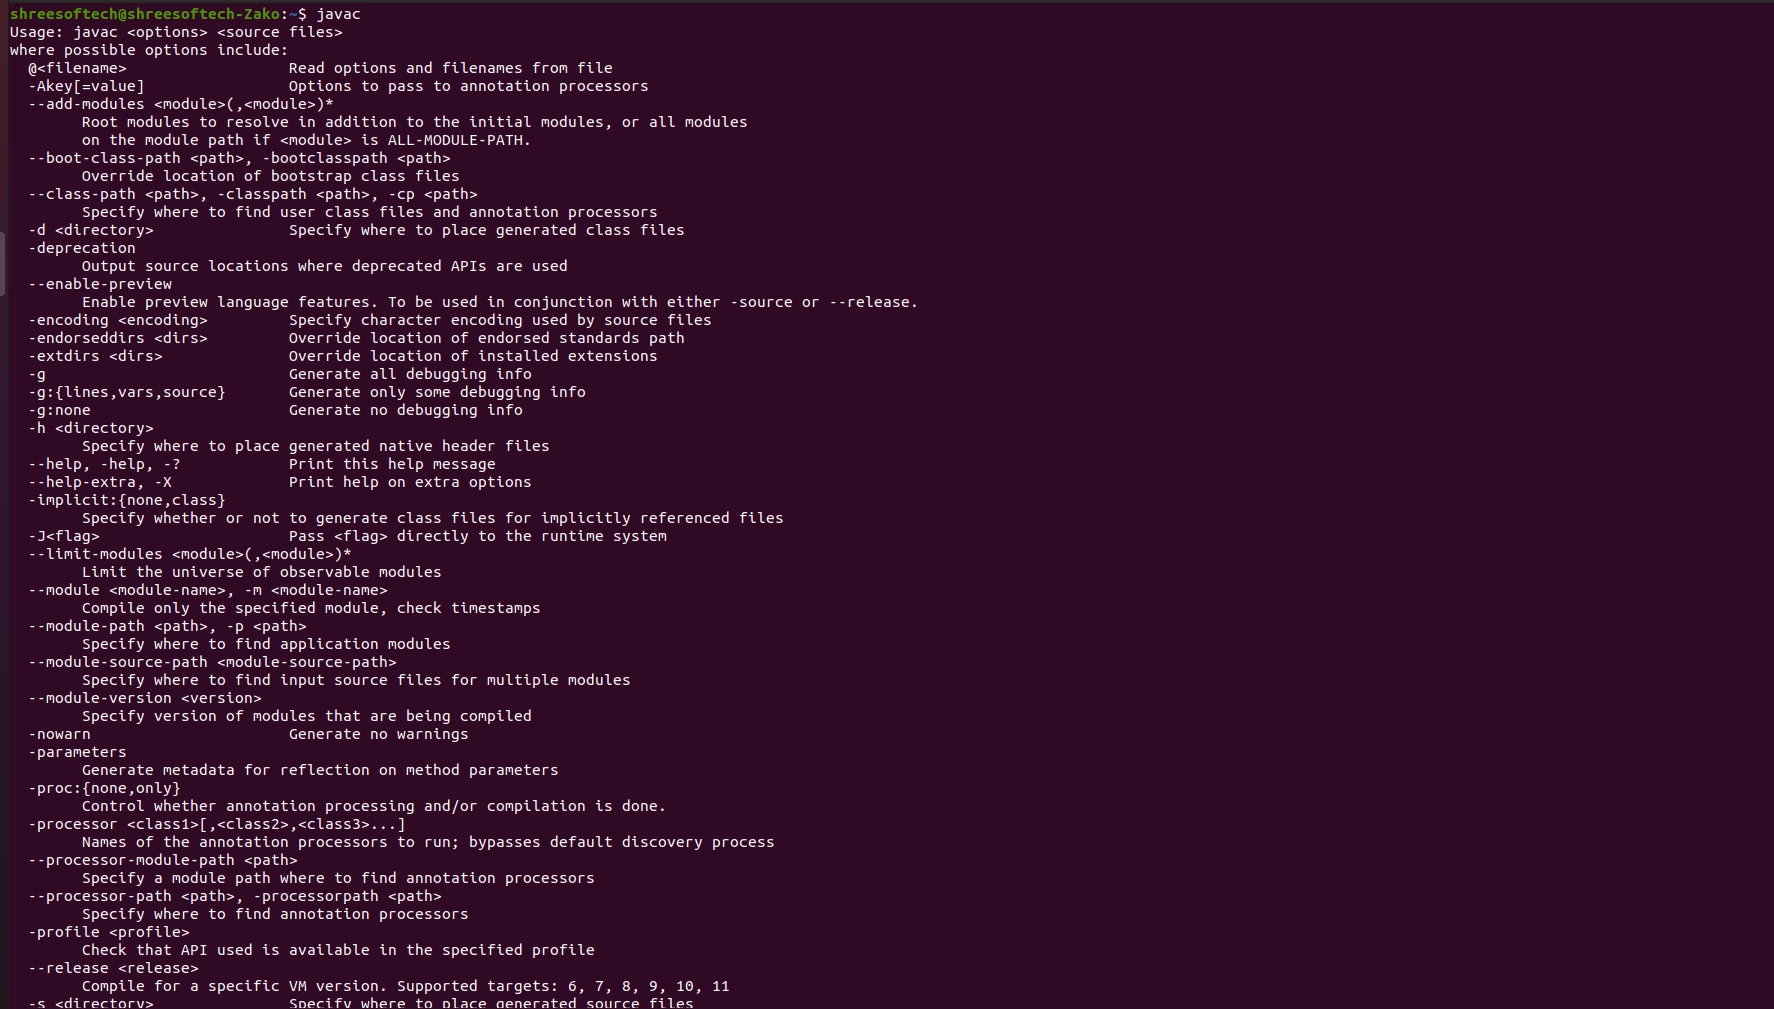 shreesoftech@shreesoftech-Zako:~$ javac
Usage: javac <options> <source files>
where possible options include:
  @<filename>                  Read options and filenames from file
  -Akey[=value]                Options to pass to annotation processors
  --add-modules <module>(,<module>)*
        Root modules to resolve in addition to the initial modules, or all modules
        on the module path if <module> is ALL-MODULE-PATH.
  --boot-class-path <path>, -bootclasspath <path>
        Override location of bootstrap class files
  --class-path <path>, -classpath <path>, -cp <path>
        Specify where to find user class files and annotation processors
  -d <directory>               Specify where to place generated class files
  -deprecation
        Output source locations where deprecated APIs are used
  --enable-preview
        Enable preview language features. To be used in conjunction with either -source or --release.
  -encoding <encoding>         Specify character encoding used by source files
  -endorseddirs <dirs>         Override location of endorsed standards path
  -extdirs <dirs>              Override location of installed extensions
  -g                           Generate all debugging info
  -g:{lines,vars,source}       Generate only some debugging info
  -g:none                      Generate no debugging info
  -h <directory>
        Specify where to place generated native header files
  --help, -help, -?            Print this help message
  --help-extra, -X             Print help on extra options
  -implicit:{none,class}
        Specify whether or not to generate class files for implicitly referenced files
  -J<flag>                     Pass <flag> directly to the runtime system
  --limit-modules <module>(,<module>)*
        Limit the universe of observable modules
  --module <module-name>, -m <module-name>
        Compile only the specified module, check timestamps
  --module-path <path>, -p <path>
        Specify where to find application modules
  --module-source-path <module-source-path>
        Specify where to find input source files for multiple modules
  --module-version <version>
        Specify version of modules that are being compiled
  -nowarn                      Generate no warnings
  -parameters
        Generate metadata for reflection on method parameters
  -proc:{none,only}
        Control whether annotation processing and/or compilation is done.
  -processor <class1>[,<class2>,<class3>...]
        Names of the annotation processors to run; bypasses default discovery process
  --processor-module-path <path>
        Specify a module path where to find annotation processors
  --processor-path <path>, -processorpath <path>
        Specify where to find annotation processors
  -profile <profile>
        Check that API used is available in the specified profile
  --release <release>
        Compile for a specific VM version. Supported targets: 6, 7, 8, 9, 10, 11
  -s <directory>               Specify where to place generated source files